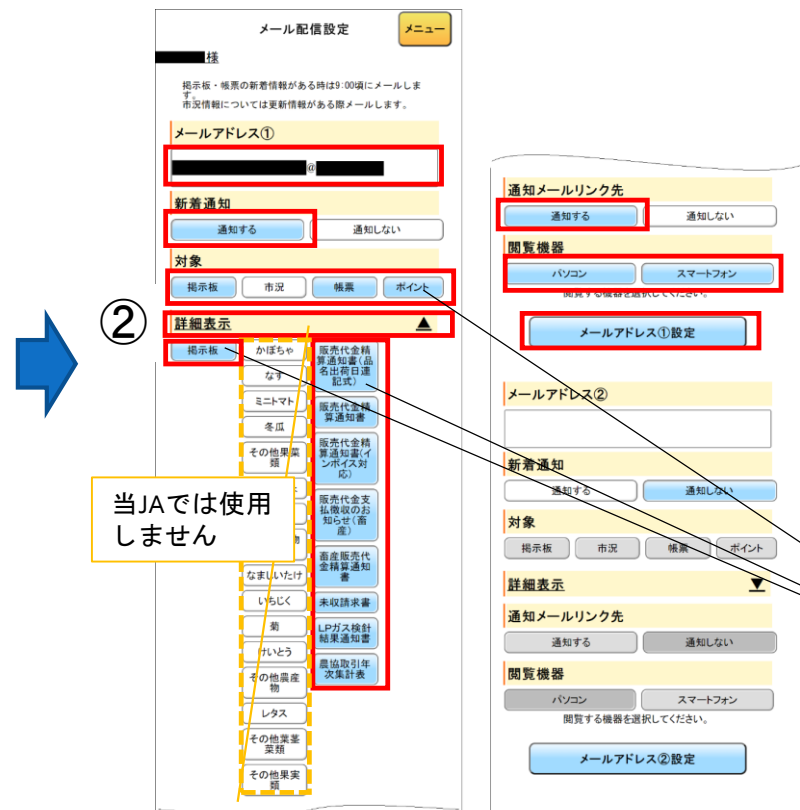 メール配信設定
メニュー
様
掲示板・帳票の新着情報がある時は9:00頃にメールしま
す。
市況情報については更新情報がある際メールします。
メールアドレス①
@
新着通知
通知する
通知しない
対象
掲示板
市況
帳票
ポイント
②
詳細表示
▲
掲示板
かぼちゃ
なす
ミニトマト
冬瓜
その他果菜
類
なましいたけ
いちじく
菊
けいとう
その他農産
物
レタス
その他葉茎
菜類
その他果実
類
販売代金精
算通知書(品
名出荷日連
記式)
販売代金精
算通知書
販売代金精
算通知書(イ
ンボイス対
応)
販売代金支
払徴収のお
知らせ(畜
産)
畜産販売代
金精算通知
書
未収請求書
LPガス検針
結果通知書
農協取引年
次集計表
当JAでは使用
しません
通知メールリンク先
通知する
通知しない
閲覧機器
パソコン
スマートフォン
閲覧する機器を選択してください。
メールアドレス①設定
メールアドレス②
新着通知
通知する
通知しない
対象
掲示板
市況
帳票
ポイント
詳細表示
▼
通知メールリンク先
通知する
通知しない
閲覧機器
パソコン
スマートフォン
閲覧する機器を選択してください。
メールアドレス②設定